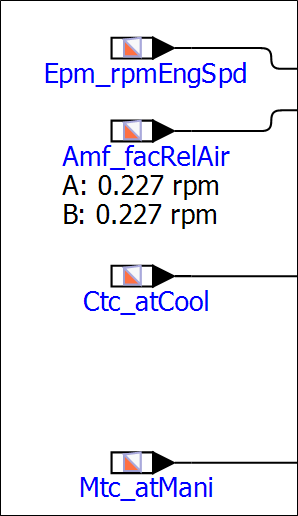 Epm_rpmEngSpd
Amf_facRelAir
A: 0.227 rpm
B: 0.227 rpm
Ctc_atCool
Mtc_atMani